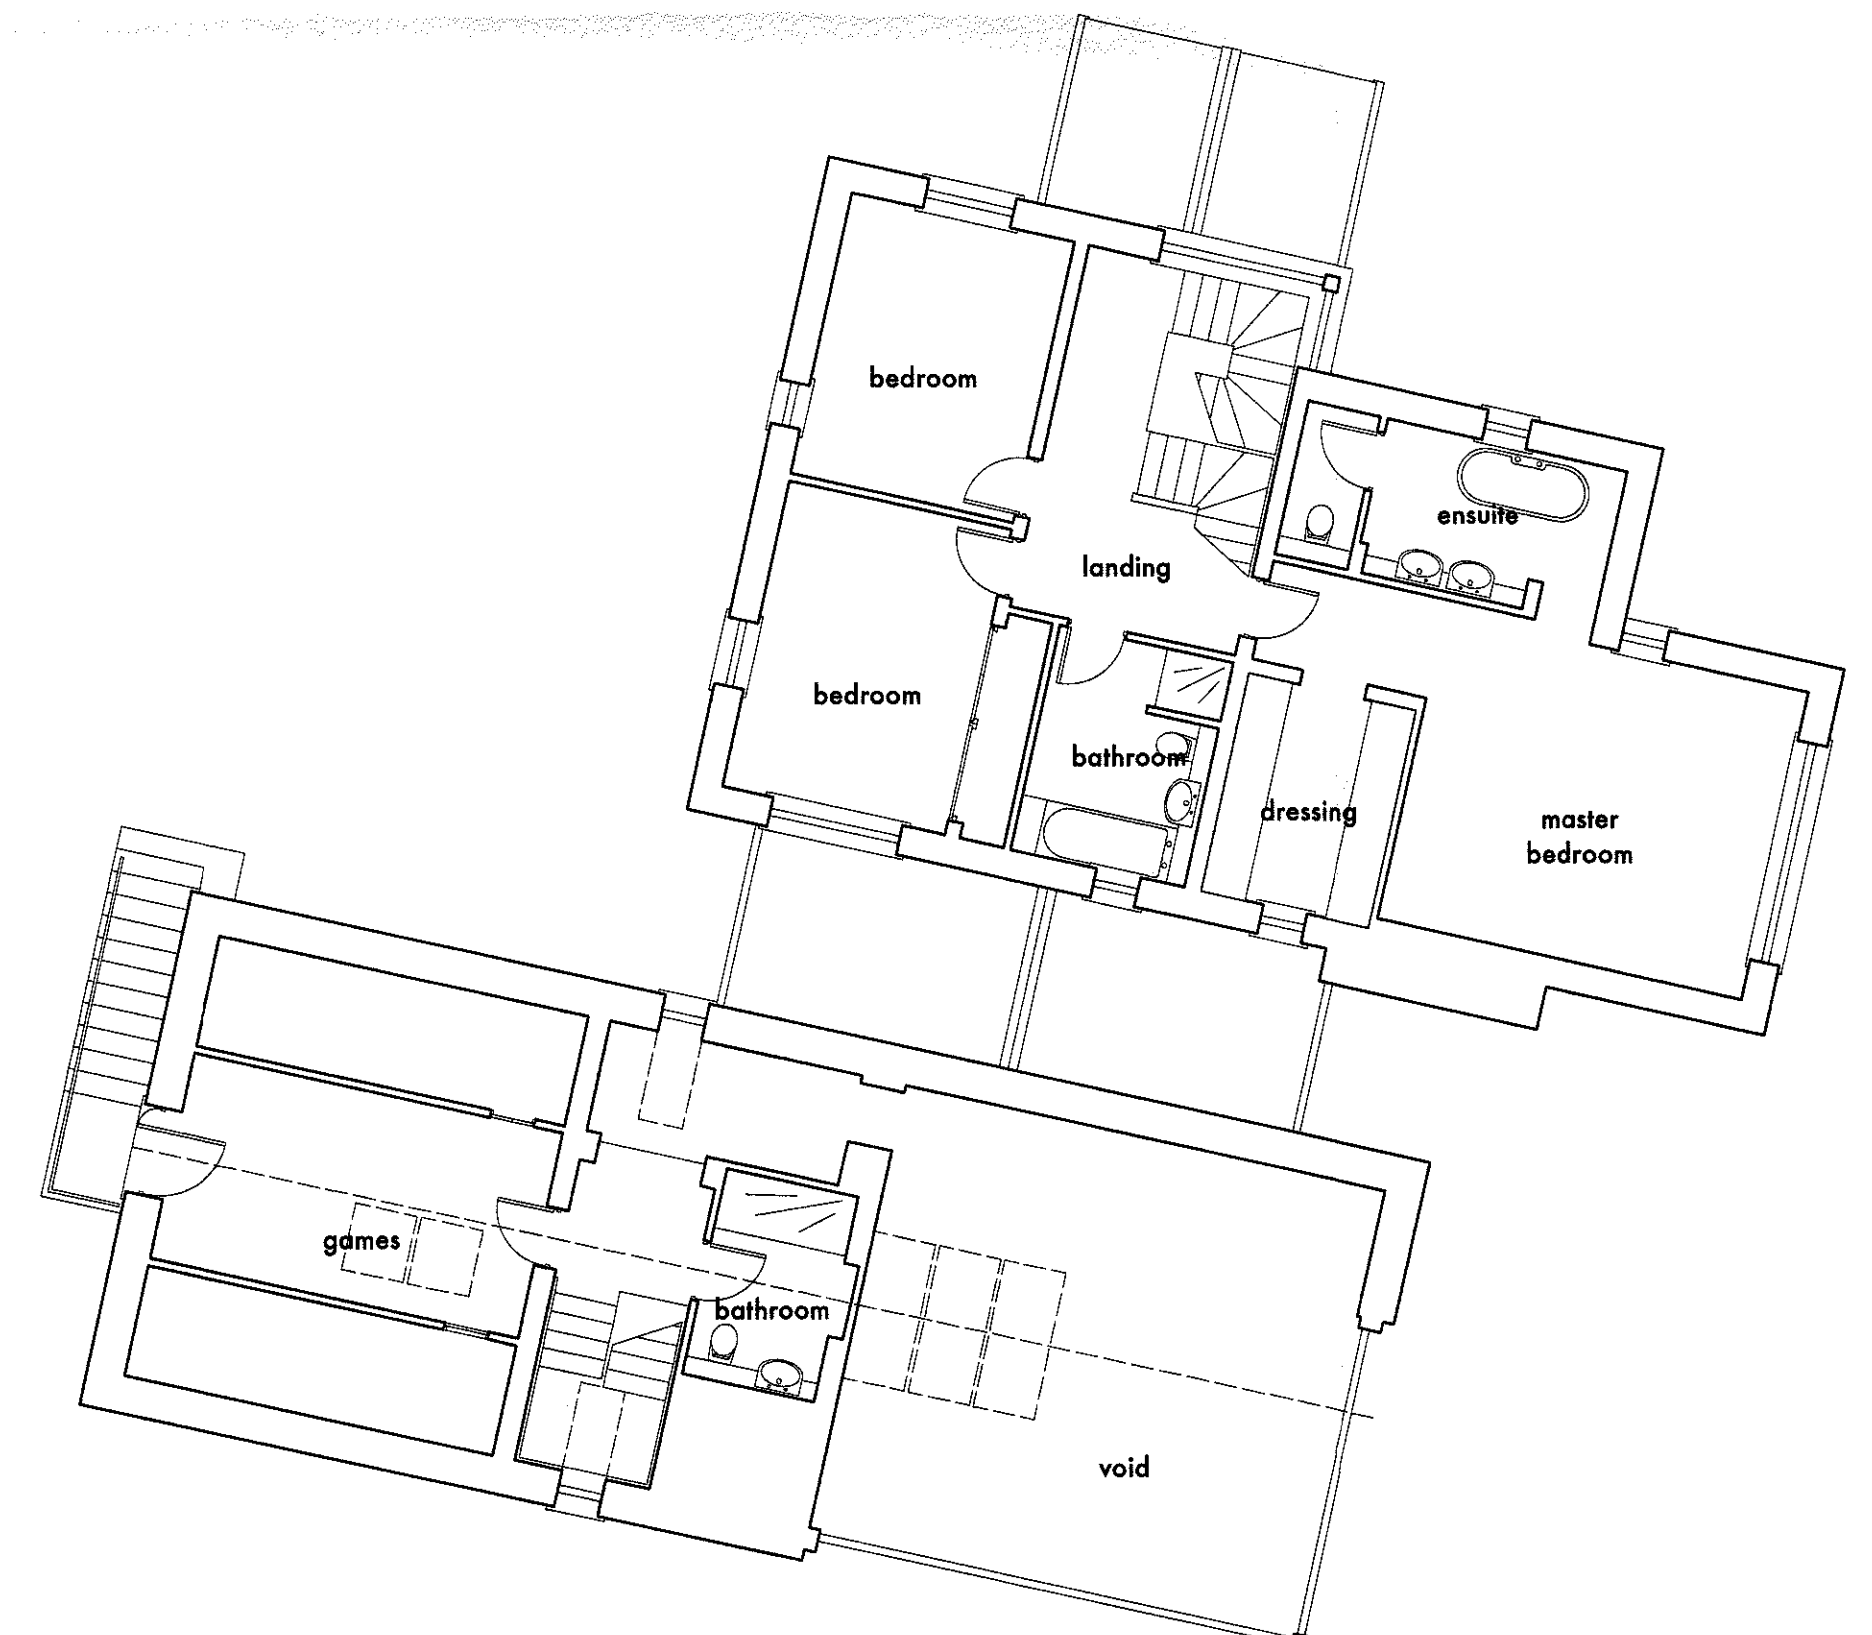 bedroom
ensuite
landing
bedroom
bathroom
dressing
master
bedroom
games
bathroom
void